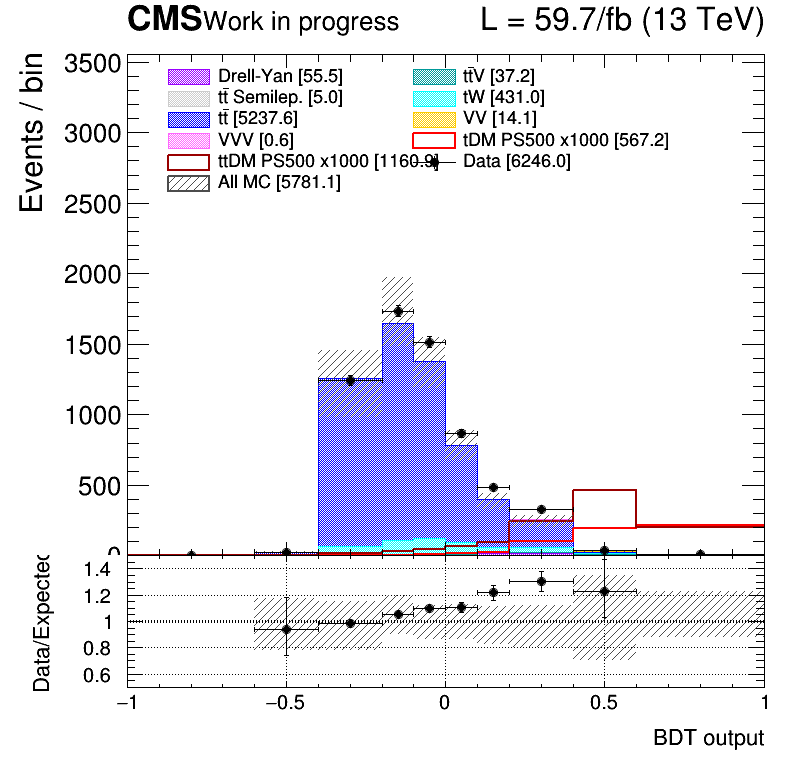 CMS Work in progress L = 59.7/fb (13 TeV)
Events / bin
3500
3000
2500
2000
1500
1000
500
0
Drell-Yan [55.5] tt̄V [37.2]
tt̄ Semilep. [5.0] tW [431.0]
tt̄ [5237.6] VV [14.1]
VVV [0.6] tDM PS500 x1000 [567.2]
ttDM PS500 x1000 [1160.9] Data [6246.0]
All MC [5781.1]
Data/Expected
1.4
1.2
1
0.8
0.6
−1 −0.5 0 0.5 1
BDT output